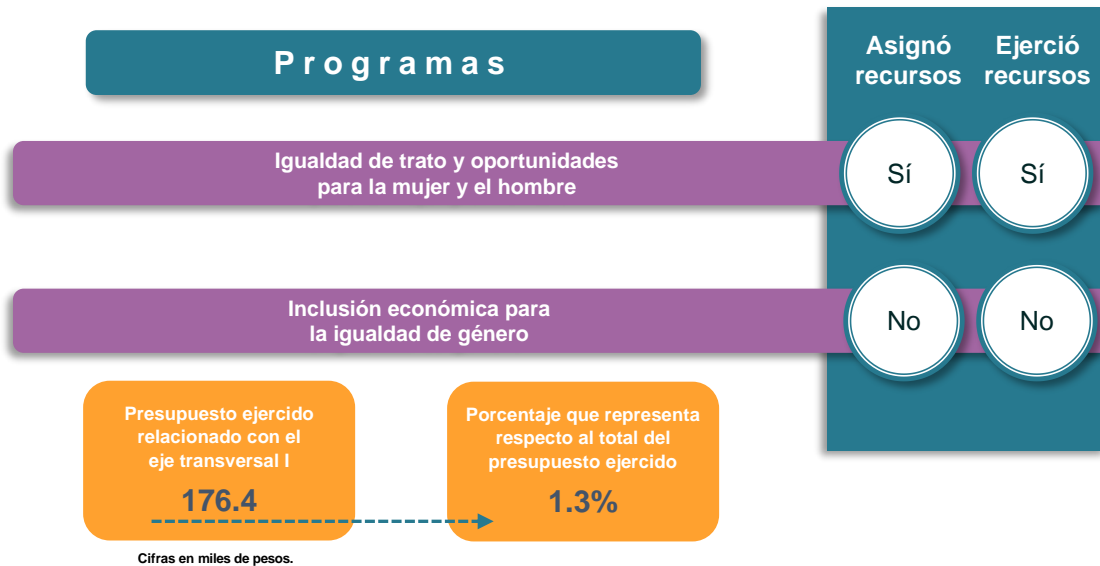 Programas
Asignó
recursos
Ejerció
recursos
Igualdad de trato y oportunidades
para la mujer y el hombre
Sí
Sí
Inclusión económica para
la igualdad de género
No
No
Presupuesto ejercido
relacionado con el
eje transversal I
176.4
Porcentaje que representa
respecto al total del
presupuesto ejercido
1.3%
Cifras en miles de pesos.